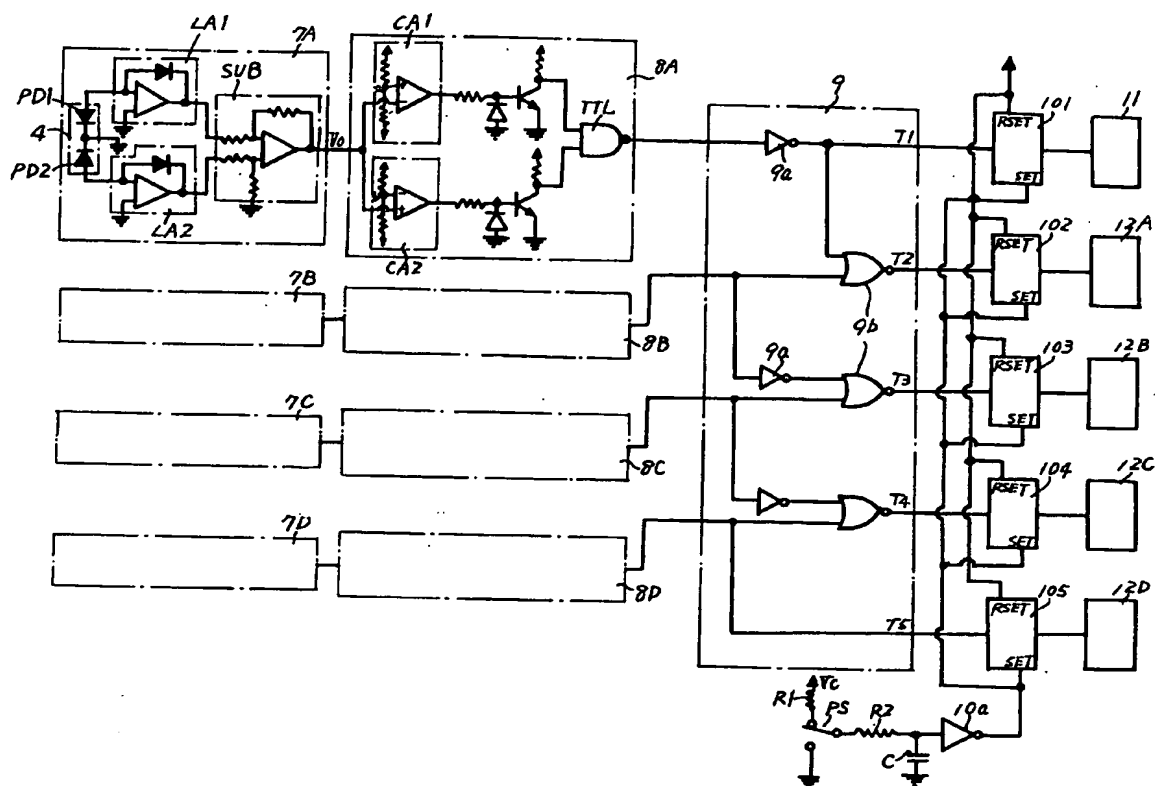 LA1
7A
CA1
8A
9
SUB
PD1
4
PD2
Vo
TTL
LA2
CA2
9a
T1
RSET
101
SET
11
7B
8B
T2
9b
RSET
102
SET
12A
9a
T3
RSET
103
SET
12B
7C
8C
T4
RSET
104
SET
12C
7D
8D
T5
RSET
105
SET
12D
Vc
R1
PS
R2
10a
C